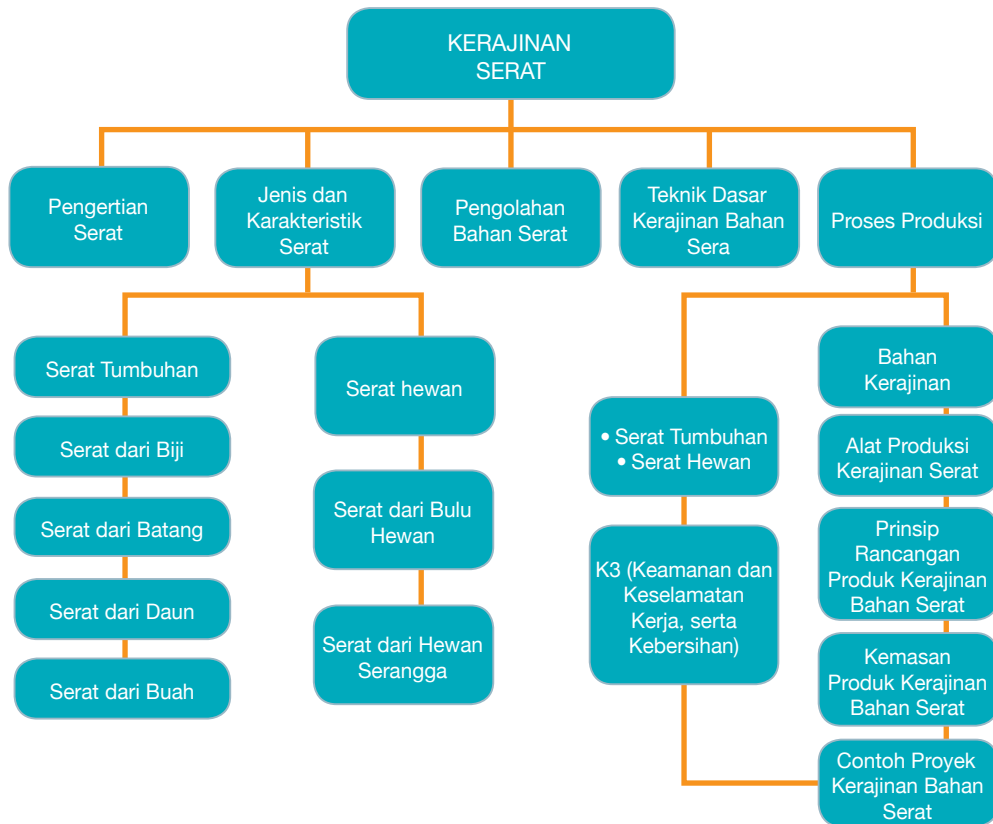 KERAJINAN
SERAT
Pengertian
Serat
Jenis dan
Karakteristik
Serat
Pengolahan
Bahan Serat
Teknik Dasar
Kerajinan Bahan
Sera
Proses Produksi
Serat Tumbuhan
Serat dari Biji
Serat dari Batang
Serat dari Daun
Serat dari Buah
Serat hewan
Serat dari Bulu
Hewan
Serat dari Hewan
Serangga
• Serat Tumbuhan
• Serat Hewan
K3 (Keamanan dan
Keselamatan
Kerja, serta
Kebersihan)
Bahan
Kerajinan
Alat Produksi
Kerajinan Serat
Prinsip
Rancangan
Produk Kerajinan
Bahan Serat
Kemasan
Produk Kerajinan
Bahan Serat
Contoh Proyek
Kerajinan Bahan
Serat